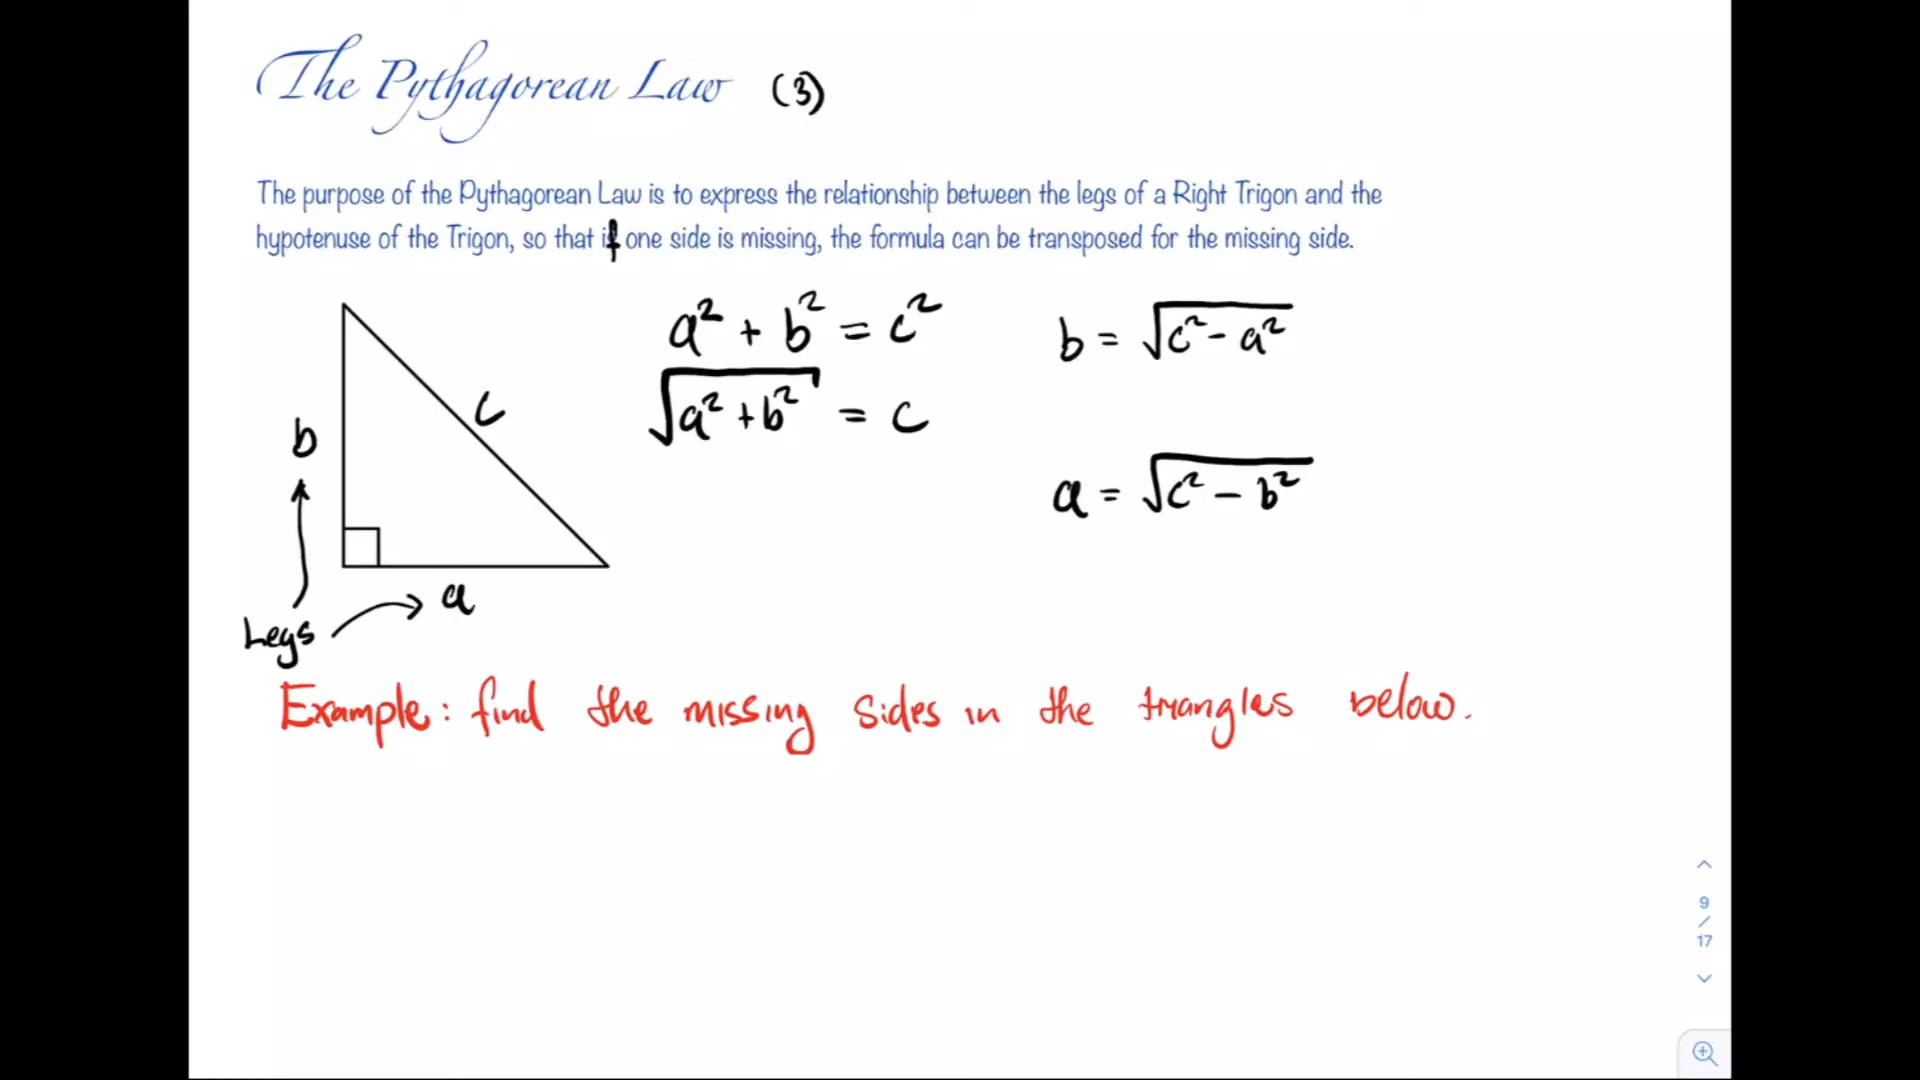 The Pythagorean Law (3)
The purpose of the Pythagorean Law is to express the relationship between the legs of a Right Trigon and the
hypotenuse of the Trigon, so that if one side is missing, the formula can be transposed for the missing side.
a² + b² = c²
b = √c² - a²
√a² + b² = c
c
b
a = √c² - b²
a
Legs
Example: find the missing sides in the triangles below.
9
/
17